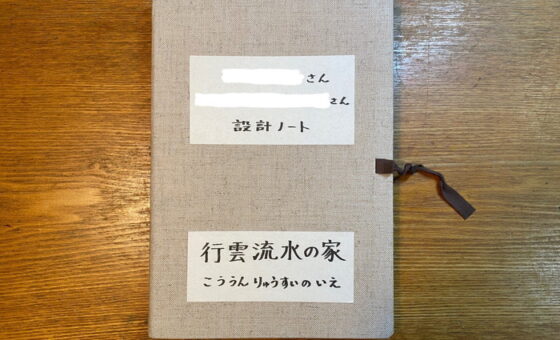 さん
さん
設計ノート
行雲流水の家
こううんりゅうすいのいえ